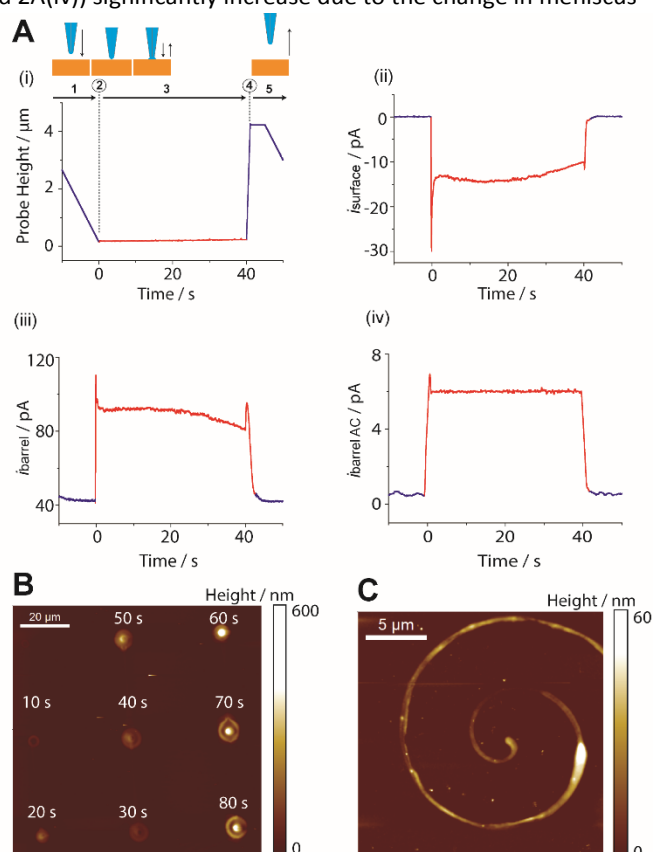 d 2A(iv)) significantly increase due to the change in meniscus
A
(i)
1 2 3 4 5
Probe Height / μm
4
2
0
0 20 40
Time / s
(ii)
isurface / pA
0
-10
-20
-30
0 20 40
Time / s
(iii)
ibarrel / pA
120
80
40
0 20 40
Time / s
(iv)
ibarrel AC / pA
8
4
0
0 20 40
Time / s
B
Height / nm
600
0
20 μm
50 s 60 s
10 s 40 s 70 s
20 s 30 s 80 s
C
Height / nm
60
0
5 μm